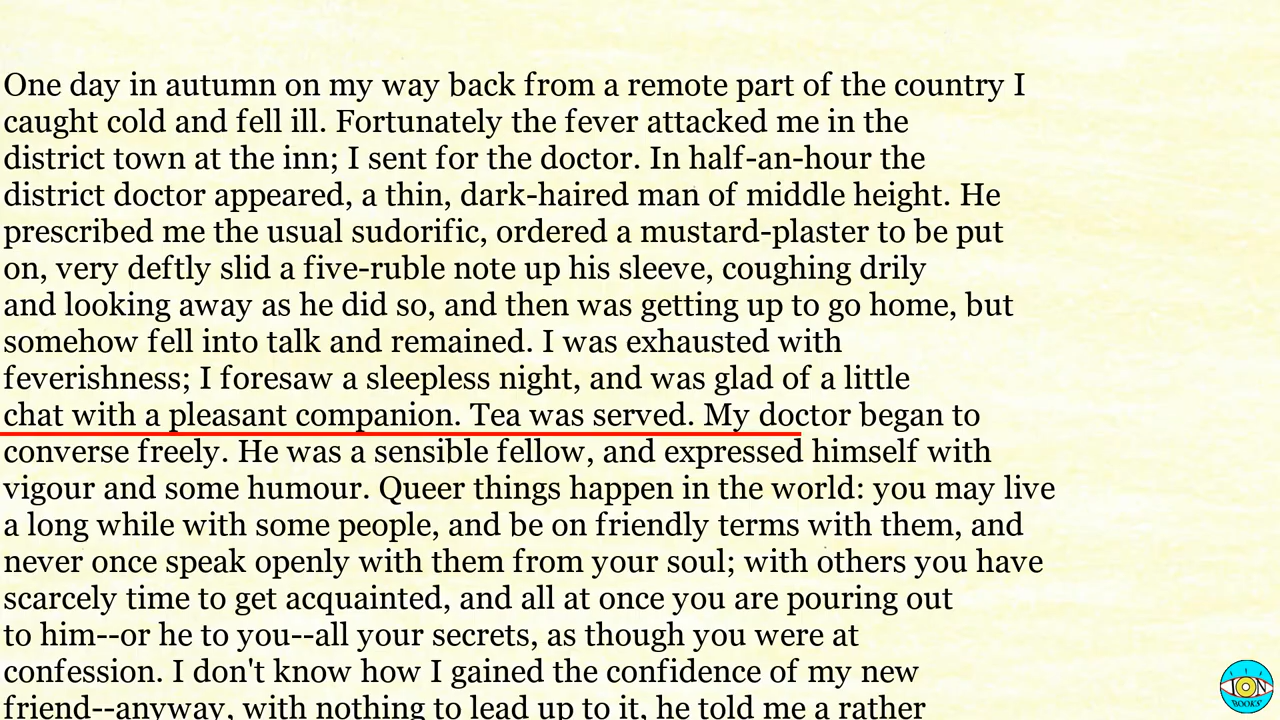 One day in autumn on my way back from a remote part of the country I
caught cold and fell ill. Fortunately the fever attacked me in the
district town at the inn; I sent for the doctor. In half-an-hour the
district doctor appeared, a thin, dark-haired man of middle height. He
prescribed me the usual sudorific, ordered a mustard-plaster to be put
on, very deftly slid a five-ruble note up his sleeve, coughing drily
and looking away as he did so, and then was getting up to go home, but
somehow fell into talk and remained. I was exhausted with
feverishness; I foresaw a sleepless night, and was glad of a little
chat with a pleasant companion. Tea was served. My doctor began to
converse freely. He was a sensible fellow, and expressed himself with
vigour and some humour. Queer things happen in the world: you may live
a long while with some people, and be on friendly terms with them, and
never once speak openly with them from your soul; with others you have
scarcely time to get acquainted, and all at once you are pouring out
to him--or he to you--all your secrets, as though you were at
confession. I don't know how I gained the confidence of my new
friend--anyway, with nothing to lead up to it, he told me a rather
ION
BOOKS